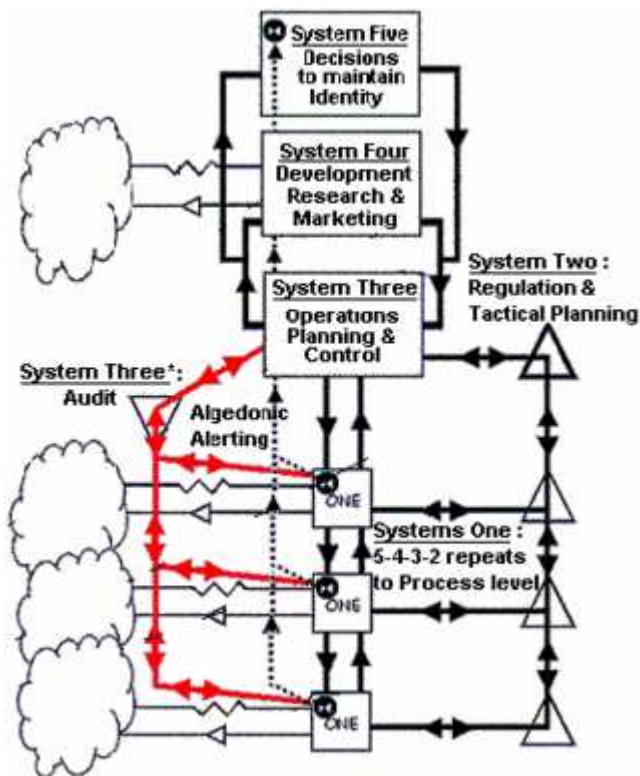 System Five
Decisions
to maintain
Identity
System Four
Development
Research &
Marketing
System Three
Operations
Planning &
Control
System Two :
Regulation &
Tactical Planning
System Three*:
Audit
Algedonic
Alerting
ONE
Systems One :
5-4-3-2 repeats
to Process level
ONE
ONE